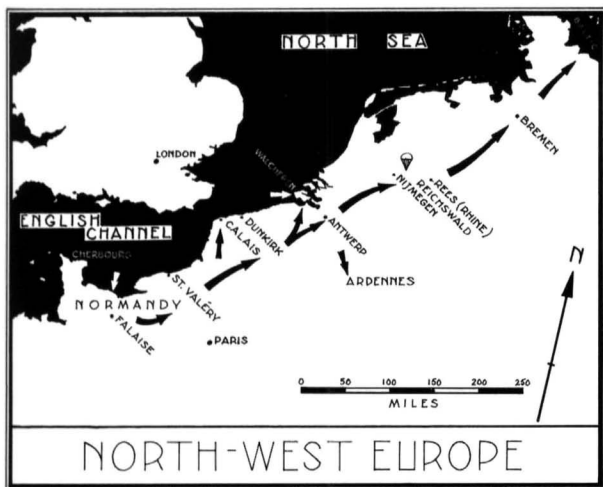 NORTH SEA
BALTIC
LONDON
WALCHEREN
BREMEN
REES (RHINE)
REICHSWALD
NIJMEGEN
ENGLISH
CHANNEL
DUNKIRK
CALAIS
ANTWERP
CHERBOURG
ARDENNES
ST. VALÉRY
NORMANDY
FALAISE
PARIS
N
0 50 100 150 200 250
MILES
NORTH-WEST EUROPE